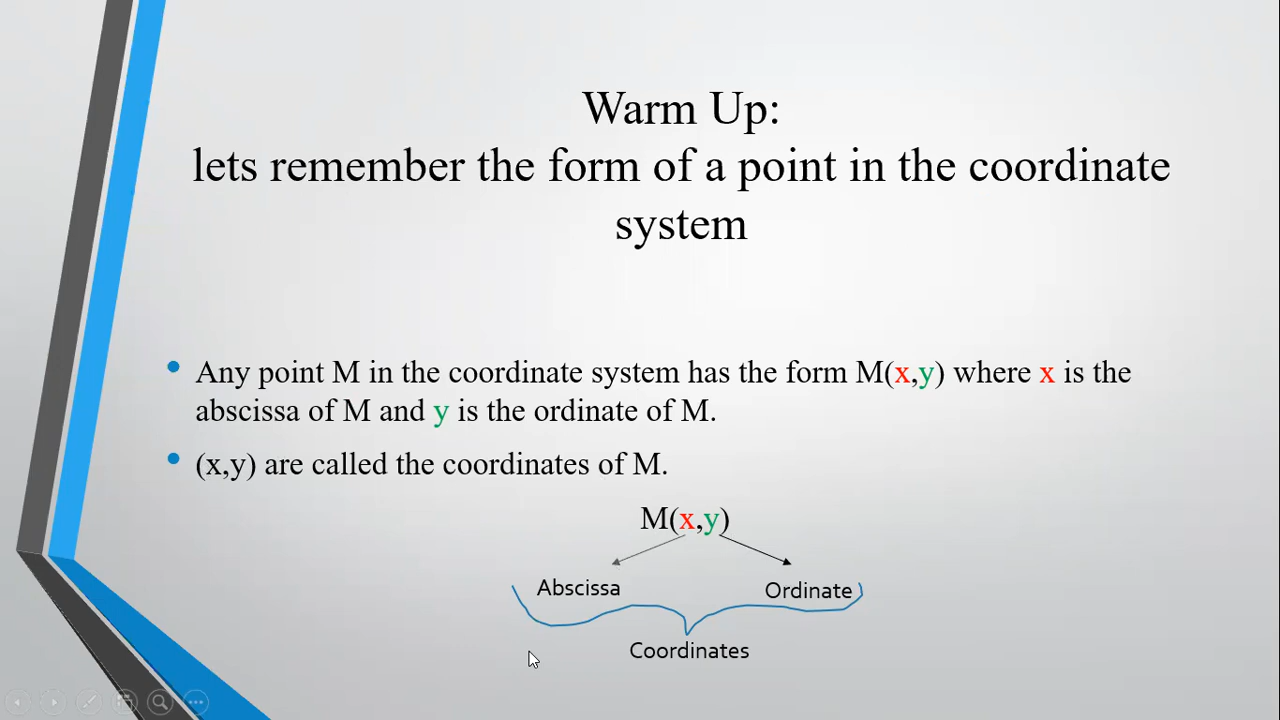 Warm Up:
lets remember the form of a point in the coordinate
system
Any point M in the coordinate system has the form M(x,y) where x is the
abscissa of M and y is the ordinate of M.
(x,y) are called the coordinates of M.
M(x,y)
Abscissa Ordinate
Coordinates